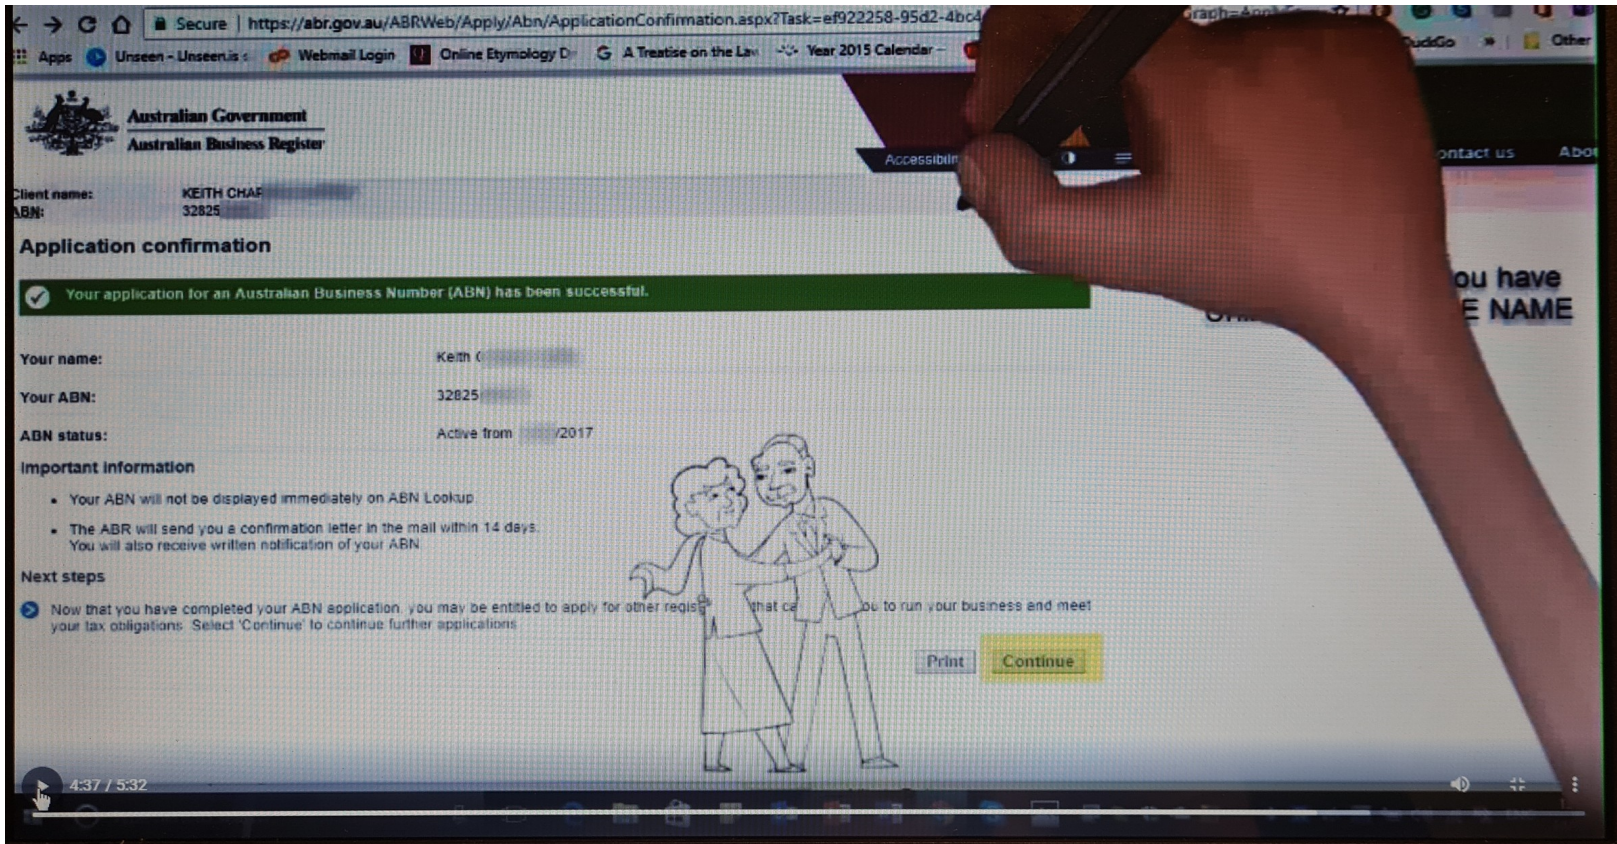 Secure | https://abr.gov.au/ABRWeb/Apply/Abn/ApplicationConfirmation.aspx?Task=ef922258-95d2-4bc4
Apps Unseen - Unseen.is Webmail Login Online Etymology D A Treatise on the Law Year 2015 Calendar - DuckGo » Other
Australian Government
Australian Business Register
Accessibili ontact us Abou
Client name: KEITH CHAP
ABN: 32825
Application confirmation
Your application for an Australian Business Number (ABN) has been successful.
ou have
E NAME
Your name: Keith C
Your ABN: 32825
ABN status: Active from /2017
Important information
• Your ABN will not be displayed immediately on ABN Lookup
• The ABR will send you a confirmation letter in the mail within 14 days.
You will also receive written notification of your ABN
Next steps
Now that you have completed your ABN application, you may be entitled to apply for other regis that ca ou to run your business and meet
your tax obligations. Select 'Continue' to continue further applications
Print Continue
4:37 / 5:32